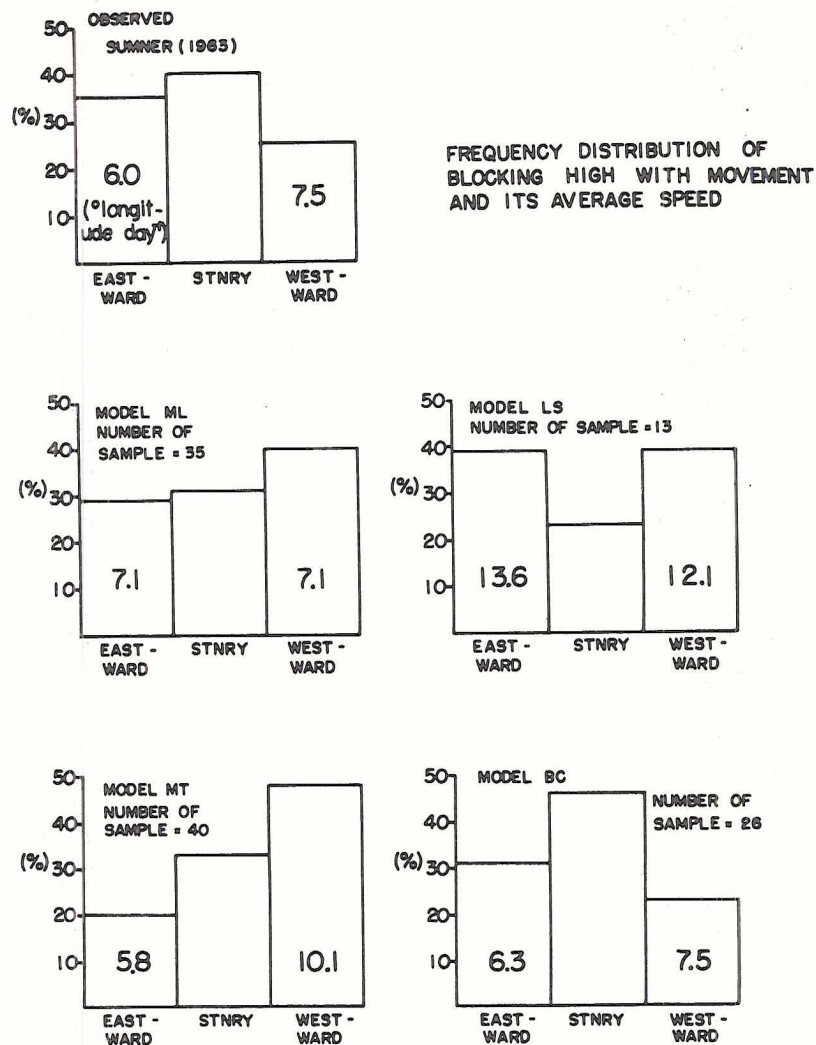 OBSERVED
SUMNER (1963)
50
40
(%) 30
20
10
6.0
(°longit-
ude day⁻¹)
7.5
EAST-
WARD
STNRY
WEST-
WARD
FREQUENCY DISTRIBUTION OF
BLOCKING HIGH WITH MOVEMENT
AND ITS AVERAGE SPEED
MODEL ML
NUMBER OF
SAMPLE = 35
50
40
(%) 30
20
10
7.1
7.1
EAST-
WARD
STNRY
WEST-
WARD
MODEL LS
NUMBER OF SAMPLE = 13
50
40
(%) 30
20
10
13.6
12.1
EAST-
WARD
STNRY
WEST-
WARD
MODEL MT
NUMBER OF
SAMPLE = 40
50
40
(%) 30
20
10
5.8
10.1
EAST-
WARD
STNRY
WEST-
WARD
MODEL BC
NUMBER OF
SAMPLE = 26
50
40
(%) 30
20
10
6.3
7.5
EAST-
WARD
STNRY
WEST-
WARD